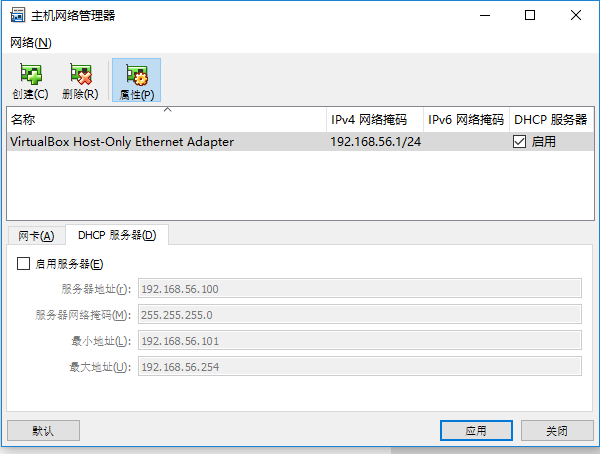 主机网络管理器
网络(N)
创建(C) 删除(R) 属性(P)
名称 IPv4 网络掩码 IPv6 网络掩码 DHCP 服务器
VirtualBox Host-Only Ethernet Adapter 192.168.56.1/24 启用
网卡(A) DHCP 服务器(D)
启用服务器(E)
服务器地址(r): 192.168.56.100
服务器网络掩码(M): 255.255.255.0
最小地址(L): 192.168.56.101
最大地址(U): 192.168.56.254
默认 应用 关闭